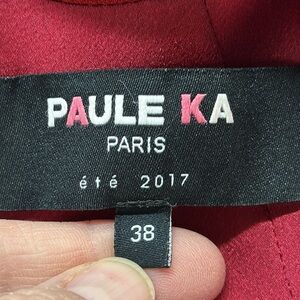 PAULE KA
PARIS
été 2017
38